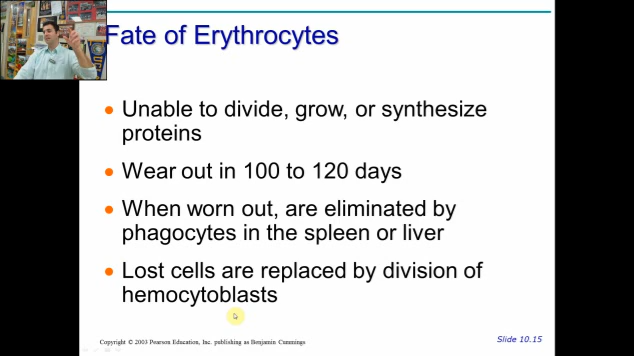 Fate of Erythrocytes
● Unable to divide, grow, or synthesize
proteins
● Wear out in 100 to 120 days
● When worn out, are eliminated by
phagocytes in the spleen or liver
● Lost cells are replaced by division of
hemocytoblasts
Copyright © 2003 Pearson Education, Inc. publishing as Benjamin Cummings
Slide 10.15